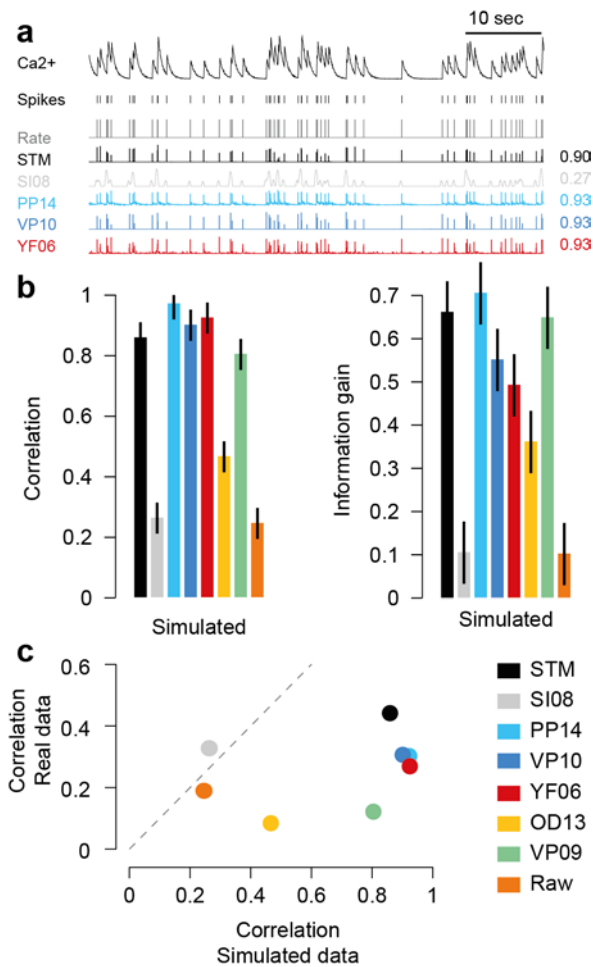 a
10 sec
Ca2+
Spikes
Rate
STM 0.90
SI08 0.27
PP14 0.93
VP10 0.93
YF06 0.93
b
Correlation
1
0.8
0.6
0.4
0.2
0
Simulated
Information gain
0.7
0.6
0.5
0.4
0.3
0.2
0.1
0
Simulated
c
Correlation
Real data
0.6
0.4
0.2
0
0 0.2 0.4 0.6 0.8 1
Correlation
Simulated data
STM
SI08
PP14
VP10
YF06
OD13
VP09
Raw